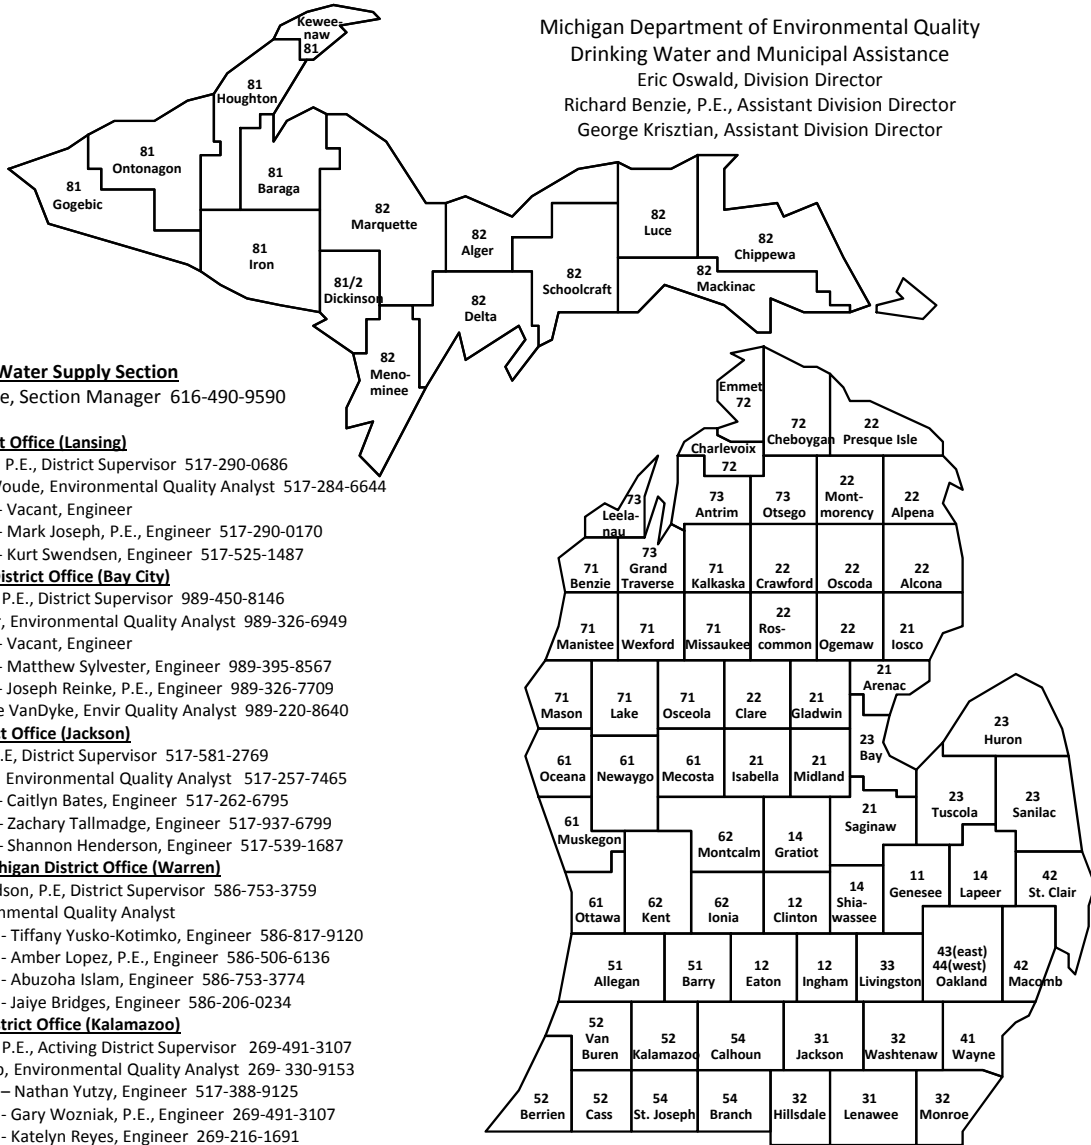 Michigan Department of Environmental Quality
Drinking Water and Municipal Assistance
Eric Oswald, Division Director
Richard Benzie, P.E., Assistant Division Director
George Krisztian, Assistant Division Director
Kewee-
naw
81
81
Houghton
81
Ontonagon
81
Gogebic
81
Baraga
81
Iron
82
Marquette
81/2
Dickinson
82
Alger
82
Delta
82
Meno-
minee
82
Schoolcraft
82
Luce
82
Chippewa
82
Mackinac
Water Supply Section
e, Section Manager 616-490-9590
t Office (Lansing)
P.E., District Supervisor 517-290-0686
Woude, Environmental Quality Analyst 517-284-6644
- Vacant, Engineer
- Mark Joseph, P.E., Engineer 517-290-0170
- Kurt Swendsen, Engineer 517-525-1487
District Office (Bay City)
P.E., District Supervisor 989-450-8146
, Environmental Quality Analyst 989-326-6949
- Vacant, Engineer
- Matthew Sylvester, Engineer 989-395-8567
- Joseph Reinke, P.E., Engineer 989-326-7709
e VanDyke, Envir Quality Analyst 989-220-8640
t Office (Jackson)
.E, District Supervisor 517-581-2769
Environmental Quality Analyst 517-257-7465
- Caitlyn Bates, Engineer 517-262-6795
- Zachary Tallmadge, Engineer 517-937-6799
- Shannon Henderson, Engineer 517-539-1687
higan District Office (Warren)
dson, P.E, District Supervisor 586-753-3759
nmental Quality Analyst
- Tiffany Yusko-Kotimko, Engineer 586-817-9120
- Amber Lopez, P.E., Engineer 586-506-6136
- Abuzoha Islam, Engineer 586-753-3774
- Jaiye Bridges, Engineer 586-206-0234
strict Office (Kalamazoo)
P.E., Activing District Supervisor 269-491-3107
o, Environmental Quality Analyst 269- 330-9153
– Nathan Yutzy, Engineer 517-388-9125
- Gary Wozniak, P.E., Engineer 269-491-3107
- Katelyn Reyes, Engineer 269-216-1691
Emmet
72
72
Cheboygan
22
Presque Isle
Charlevoix
72
73
Leela-
nau
73
Antrim
73
Otsego
22
Mont-
morency
22
Alpena
71
Benzie
73
Grand
Traverse
71
Kalkaska
22
Crawford
22
Oscoda
22
Alcona
71
Manistee
71
Wexford
71
Missaukee
22
Ros-
common
22
Ogemaw
21
Iosco
21
Arenac
71
Mason
71
Lake
71
Osceola
22
Clare
21
Gladwin
23
Huron
23
Bay
61
Oceana
61
Newaygo
61
Mecosta
21
Isabella
21
Midland
23
Tuscola
23
Sanilac
61
Muskegon
62
Montcalm
14
Gratiot
21
Saginaw
61
Ottawa
62
Kent
62
Ionia
12
Clinton
14
Shia-
wassee
11
Genesee
14
Lapeer
42
St. Clair
51
Allegan
51
Barry
12
Eaton
12
Ingham
33
Livingston
43(east)
44(west)
Oakland
42
Macomb
52
Van
Buren
52
Kalamazoo
54
Calhoun
31
Jackson
32
Washtenaw
41
Wayne
52
Berrien
52
Cass
54
St. Joseph
54
Branch
32
Hillsdale
31
Lenawee
32
Monroe